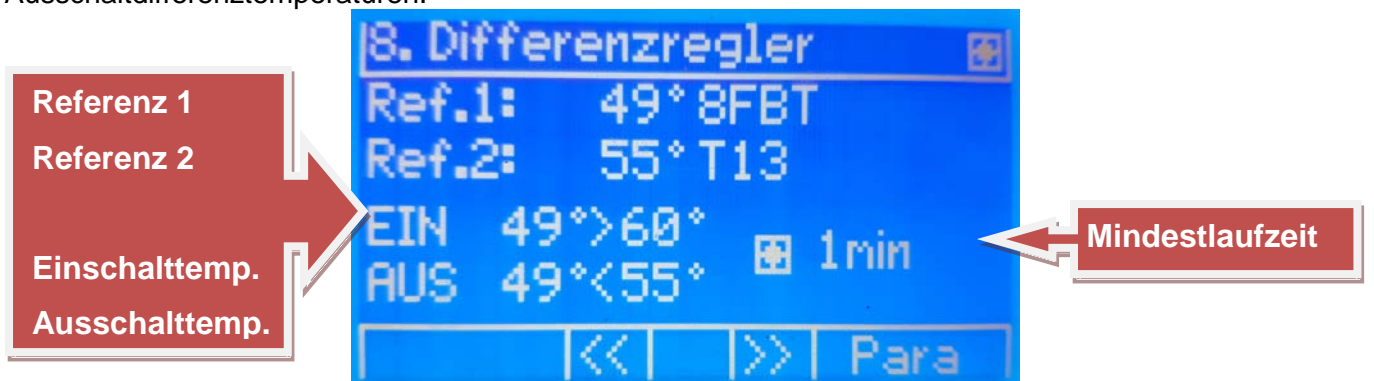 Ausschaltdifferenztemperaturen.
8. Differenzregler
Referenz 1
Ref.1: 49° 8FBT
Referenz 2
Ref.2: 55° T13
EIN 49°>60°
1min
Mindestlaufzeit
Einschalttemp.
AUS 49°<55°
Ausschalttemp.
<< >> Para